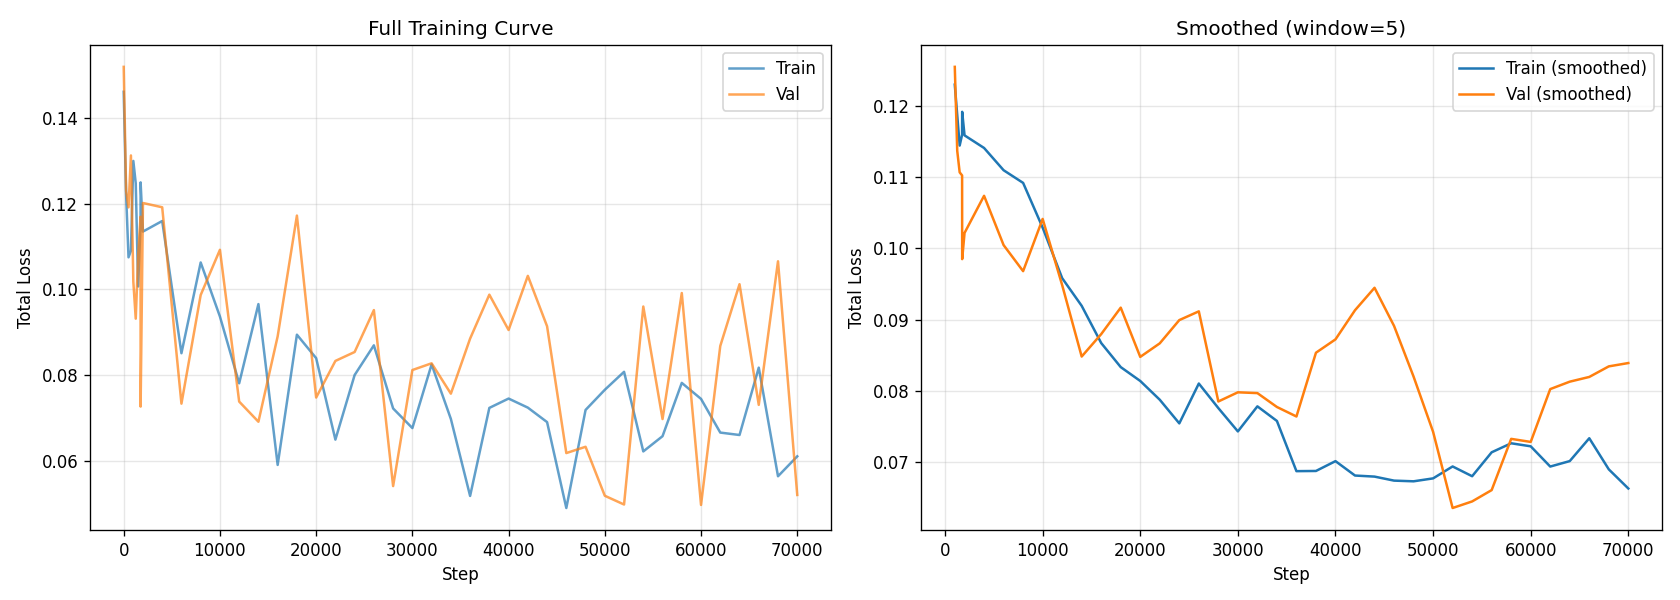 Full Training Curve
Train
Val
0.14
0.12
0.10
0.08
0.06
Total Loss
0 10000 20000 30000 40000 50000 60000 70000
Step
Smoothed (window=5)
Train (smoothed)
Val (smoothed)
0.12
0.11
0.10
0.09
0.08
0.07
Total Loss
0 10000 20000 30000 40000 50000 60000 70000
Step